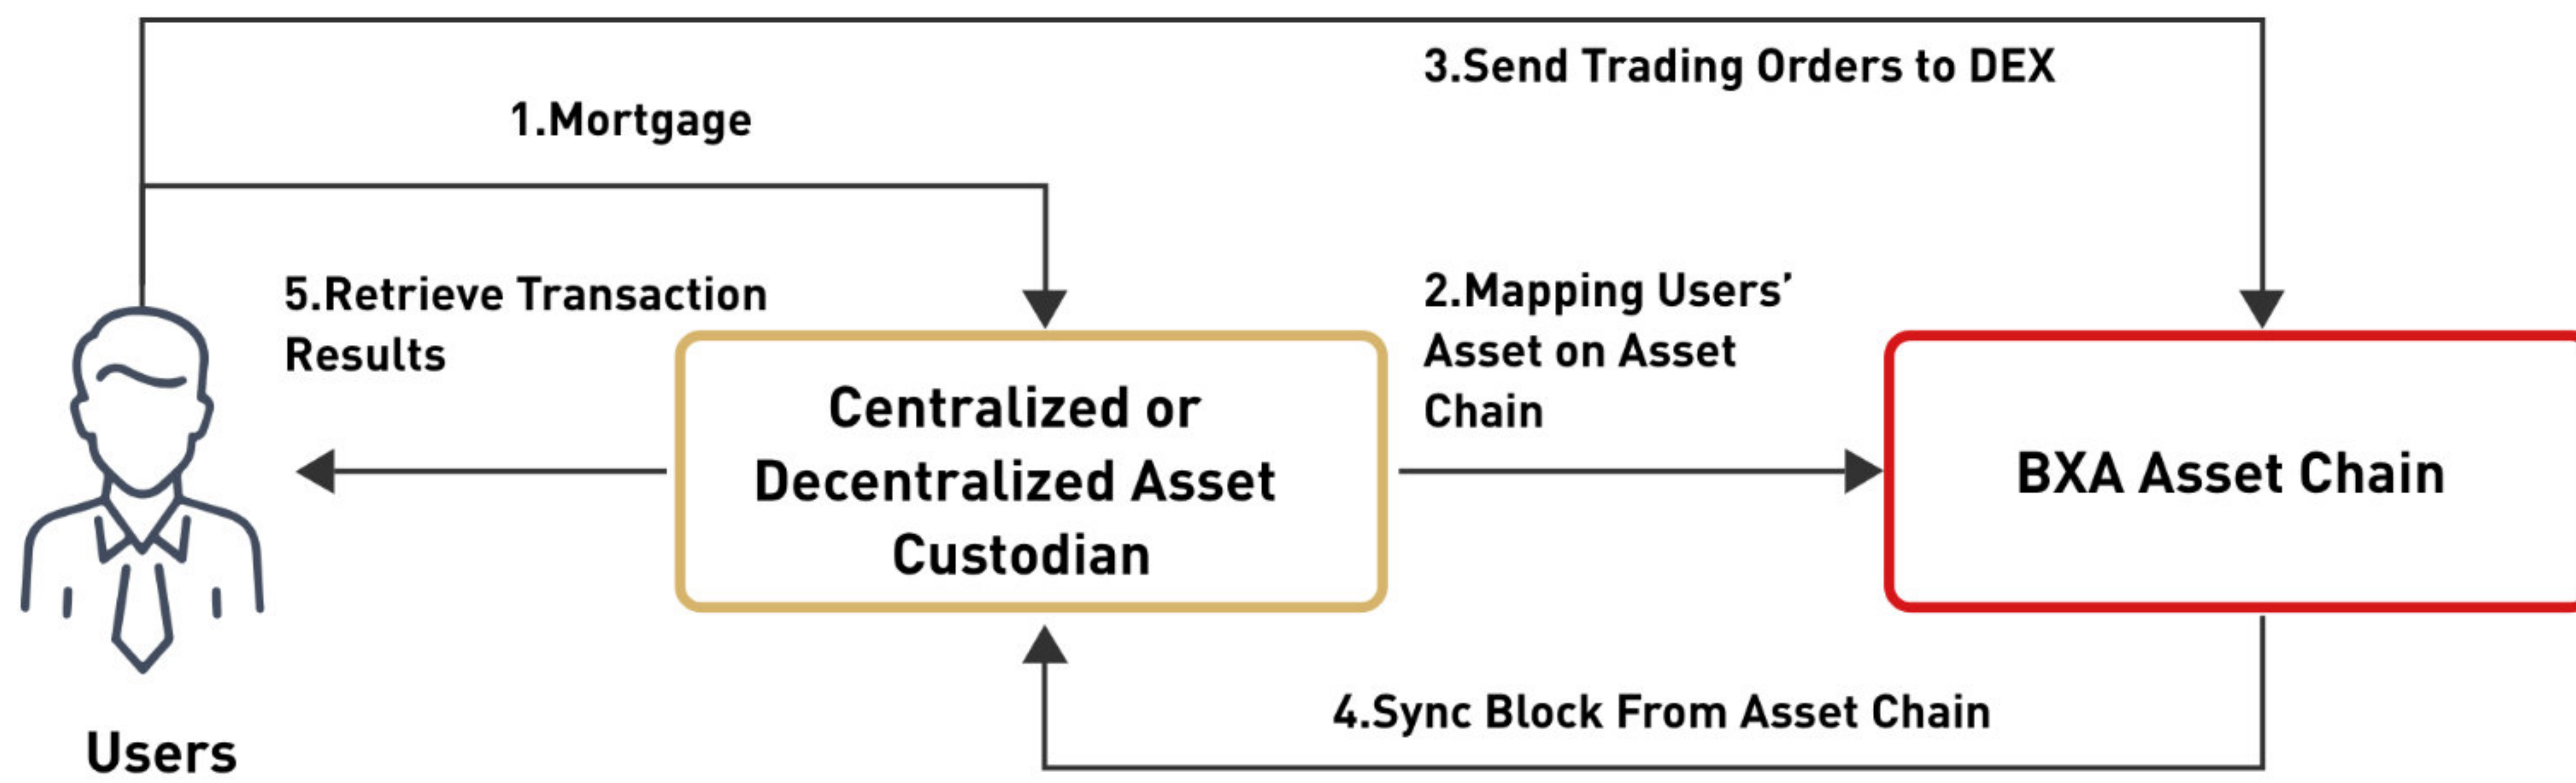 3.Send Trading Orders to DEX
1.Mortgage
5.Retrieve Transaction
Results
2.Mapping Users’
Asset on Asset
Chain
Centralized or
Decentralized Asset
Custodian
BXA Asset Chain
4.Sync Block From Asset Chain
Users